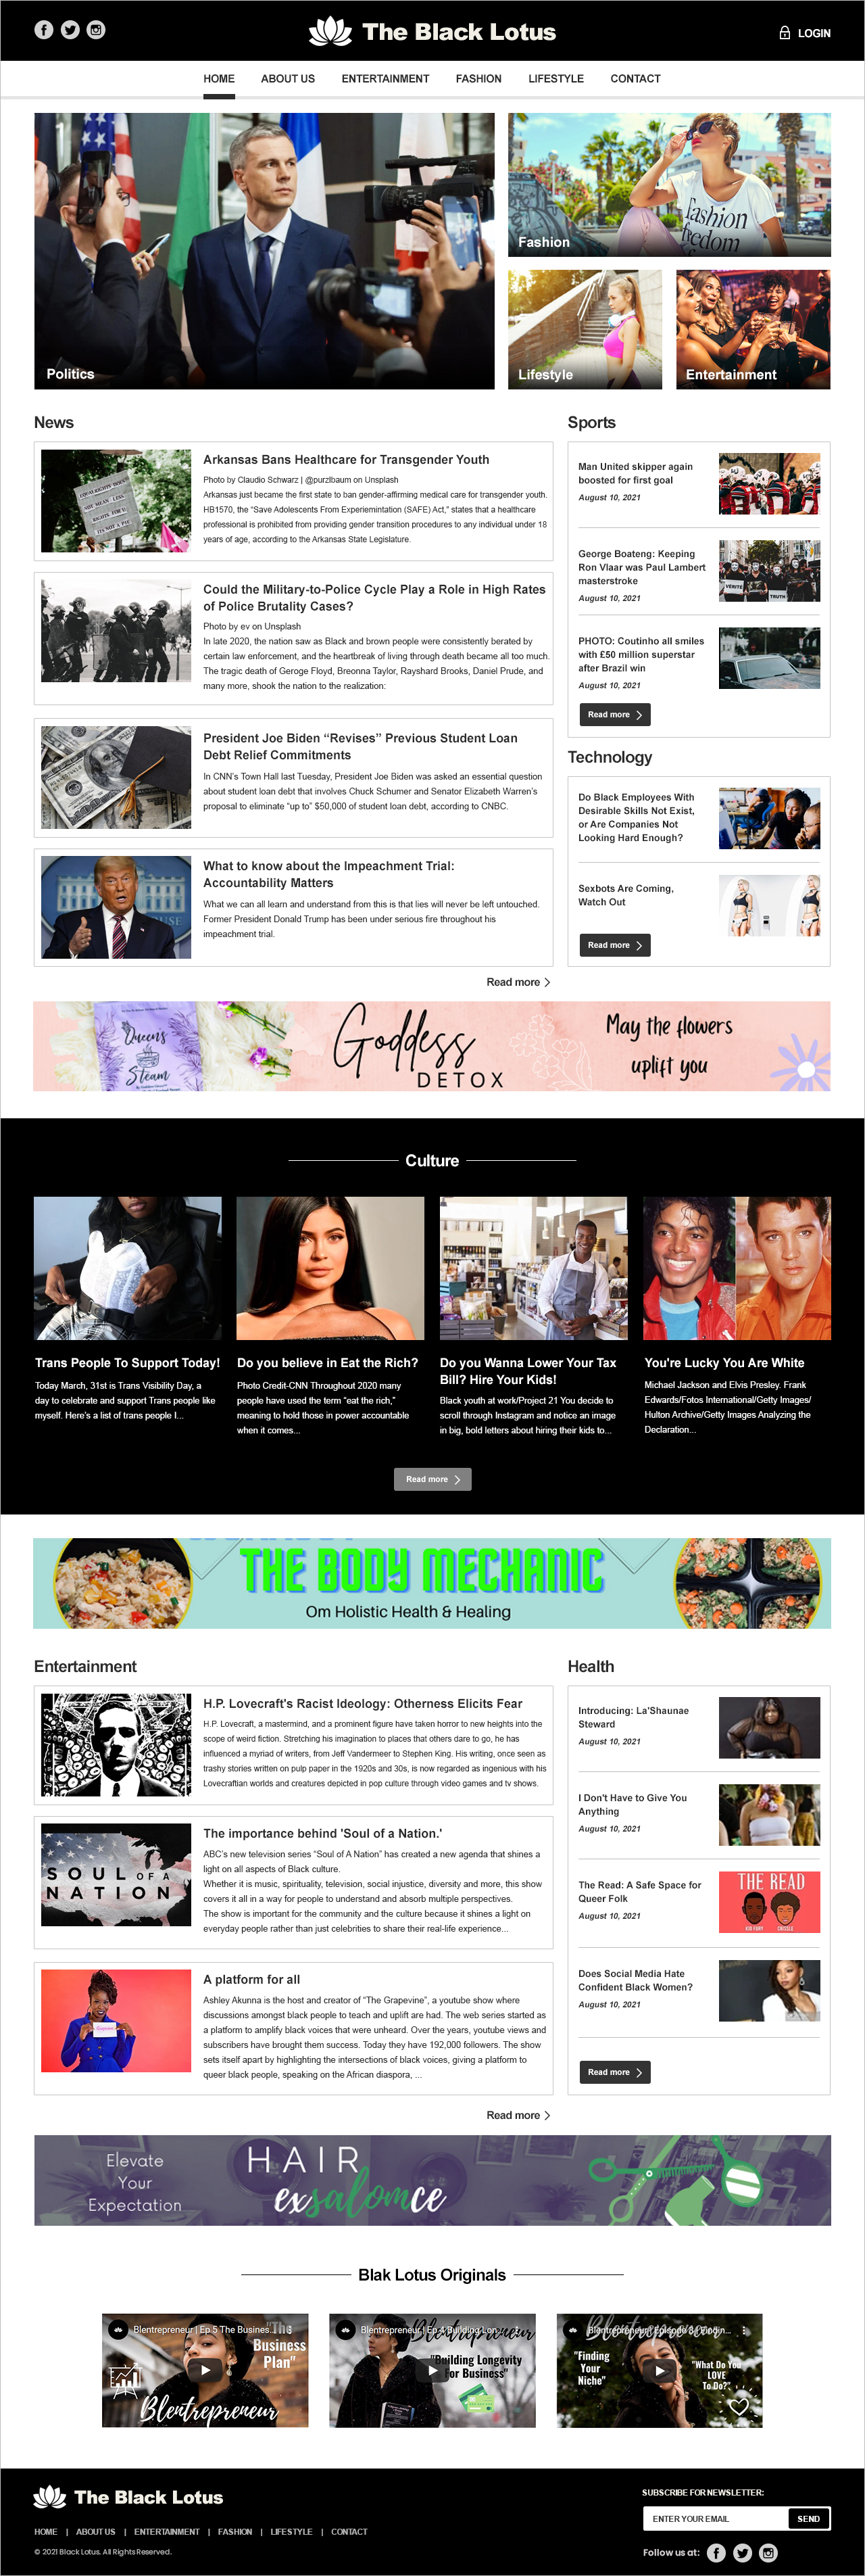 The Black Lotus
LOGIN
HOME ABOUT US ENTERTAINMENT FASHION LIFESTYLE CONTACT
Politics
Fashion
freedom
Fashion
Lifestyle
Entertainment
News
Arkansas Bans Healthcare for Transgender Youth
Photo by Claudio Schwarz | @purzlbaum on Unsplash
Arkansas just became the first state to ban gender-affirming medical care for transgender youth.
HB1570, the “Save Adolescents From Experiemintation (SAFE) Act,” states that a healthcare
professional is prohibited from providing gender transition procedures to any individual under 18
years of age, according to the Arkansas State Legislature.
Could the Military-to-Police Cycle Play a Role in High Rates
of Police Brutality Cases?
Photo by ev on Unsplash
In late 2020, the nation saw as Black and brown people were consistently berated by
certain law enforcement, and the heartbreak of living through death became all too much.
The tragic death of Geroge Floyd, Breonna Taylor, Rayshard Brooks, Daniel Prude, and
many more, shook the nation to the realization:
President Joe Biden “Revises” Previous Student Loan
Debt Relief Commitments
In CNN’s Town Hall last Tuesday, President Joe Biden was asked an essential question
about student loan debt that involves Chuck Schumer and Senator Elizabeth Warren’s
proposal to eliminate “up to” $50,000 of student loan debt, according to CNBC.
What to know about the Impeachment Trial:
Accountability Matters
What we can all learn and understand from this is that lies will never be left untouched.
Former President Donald Trump has been under serious fire throughout his
impeachment trial.
Read more
Sports
Man United skipper again
boosted for first goal
August 10, 2021
George Boateng: Keeping
Ron Vlaar was Paul Lambert
masterstroke
August 10, 2021
VÉRITÉ
TRUTH
PHOTO: Coutinho all smiles
with £50 million superstar
after Brazil win
August 10, 2021
Read more
Technology
Do Black Employees With
Desirable Skills Not Exist,
or Are Companies Not
Looking Hard Enough?
Sexbots Are Coming,
Watch Out
Read more
Queens
Steam
Goddess
DETOX
May the flowers
uplift you
Culture
Trans People To Support Today!
Today March, 31st is Trans Visibility Day, a
day to celebrate and support Trans people like
myself. Here’s a list of trans people I...
Do you believe in Eat the Rich?
Photo Credit-CNN Throughout 2020 many
people have used the term “eat the rich,”
meaning to hold those in power accountable
when it comes...
Do you Wanna Lower Your Tax
Bill? Hire Your Kids!
Black youth at work/Project 21 You decide to
scroll through Instagram and notice an image
in big, bold letters about hiring their kids to...
You're Lucky You Are White
Michael Jackson and Elvis Presley. Frank
Edwards/Fotos International/Getty Images/
Hulton Archive/Getty Images Analyzing the
Declaration...
Read more
THE BODY MECHANIC
Om Holistic Health & Healing
Entertainment
H.P. Lovecraft's Racist Ideology: Otherness Elicits Fear
H.P. Lovecraft, a mastermind, and a prominent figure have taken horror to new heights into the
scope of weird fiction. Stretching his imagination to places that others dare to go, he has
influenced a myriad of writers, from Jeff Vandermeer to Stephen King. His writing, once seen as
trashy stories written on pulp paper in the 1920s and 30s, is now regarded as ingenious with his
Lovecraftian worlds and creatures depicted in pop culture through video games and tv shows.
SOUL OF A
NATION
The importance behind 'Soul of a Nation.'
ABC’s new television series “Soul of A Nation” has created a new agenda that shines a
light on all aspects of Black culture.
Whether it is music, spirituality, television, social injustice, diversity and more, this show
covers it all in a way for people to understand and absorb multiple perspectives.
The show is important for the community and the culture because it shines a light on
everyday people rather than just celebrities to share their real-life experience...
A platform for all
Ashley Akunna is the host and creator of “The Grapevine”, a youtube show where
discussions amongst black people to teach and uplift are had. The web series started as
a platform to amplify black voices that were unheard. Over the years, youtube views and
subscribers have brought them success. Today they have 192,000 followers. The show
sets itself apart by highlighting the intersections of black voices, giving a platform to
queer black people, speaking on the African diaspora, ...
Read more
Health
Introducing: La'Shaunae
Steward
August 10, 2021
I Don't Have to Give You
Anything
August 10, 2021
The Read: A Safe Space for
Queer Folk
August 10, 2021
THE READ
KID FURY CRISSLE
Does Social Media Hate
Confident Black Women?
August 10, 2021
Read more
Elevate
Your
Expectation
HAIR
exsalomce
Blak Lotus Originals
Blentrepreneur | Ep.5 The Busines...
"The
Business
Plan"
Blentrepreneur
Blentrepreneur | Ep.4 Building Lon...
Blentrepreneur
"Building Longevity
For Business"
Blentrepreneur
"Finding
Your
Niche"
"What Do You
LOVE
To Do?"
The Black Lotus
HOME | ABOUT US | ENTERTAINMENT | FASHION | LIFESTYLE | CONTACT
© 2021 Black Lotus. All Rights Reserved.
SUBSCRIBE FOR NEWSLETTER:
ENTER YOUR EMAIL SEND
Follow us at: